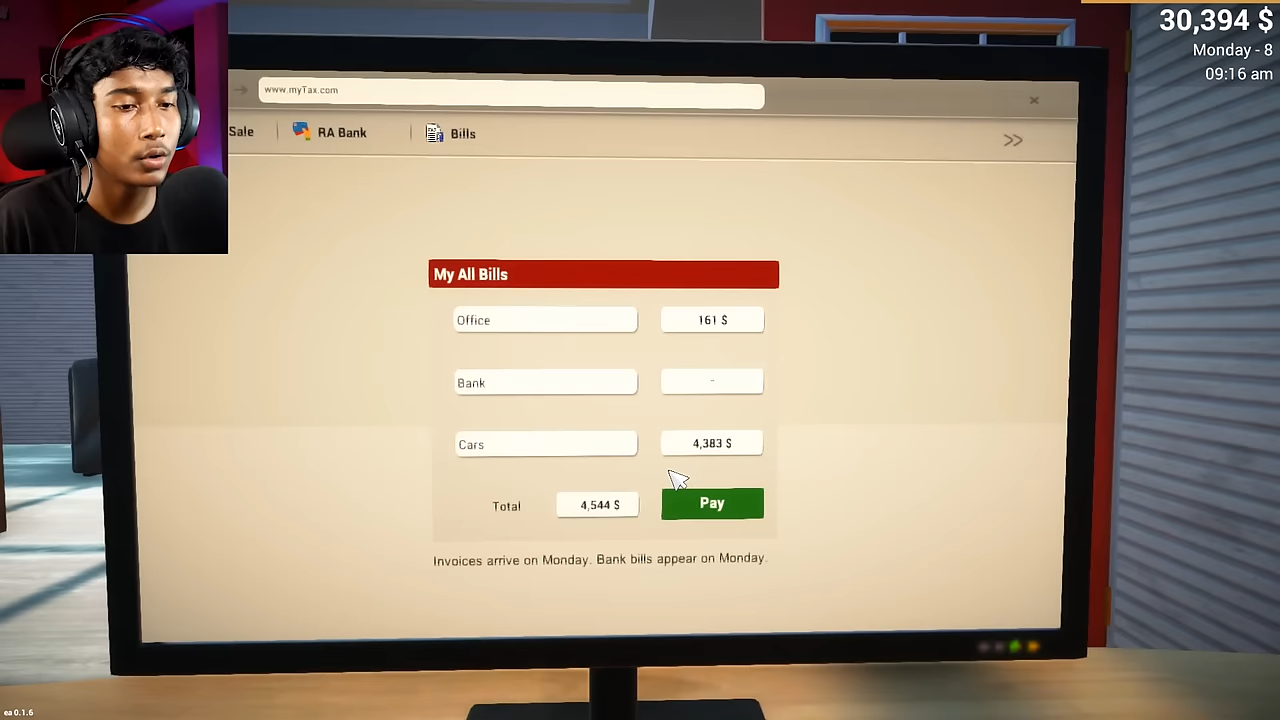 30,394 $
Monday - 8
09:16 am
www.myTax.com
Sale
RA Bank
Bills
My All Bills
Office 161 $
Bank -
Cars 4,383 $
Total 4,544 $ Pay
Invoices arrive on Monday. Bank bills appear on Monday.
ea 0.1.6